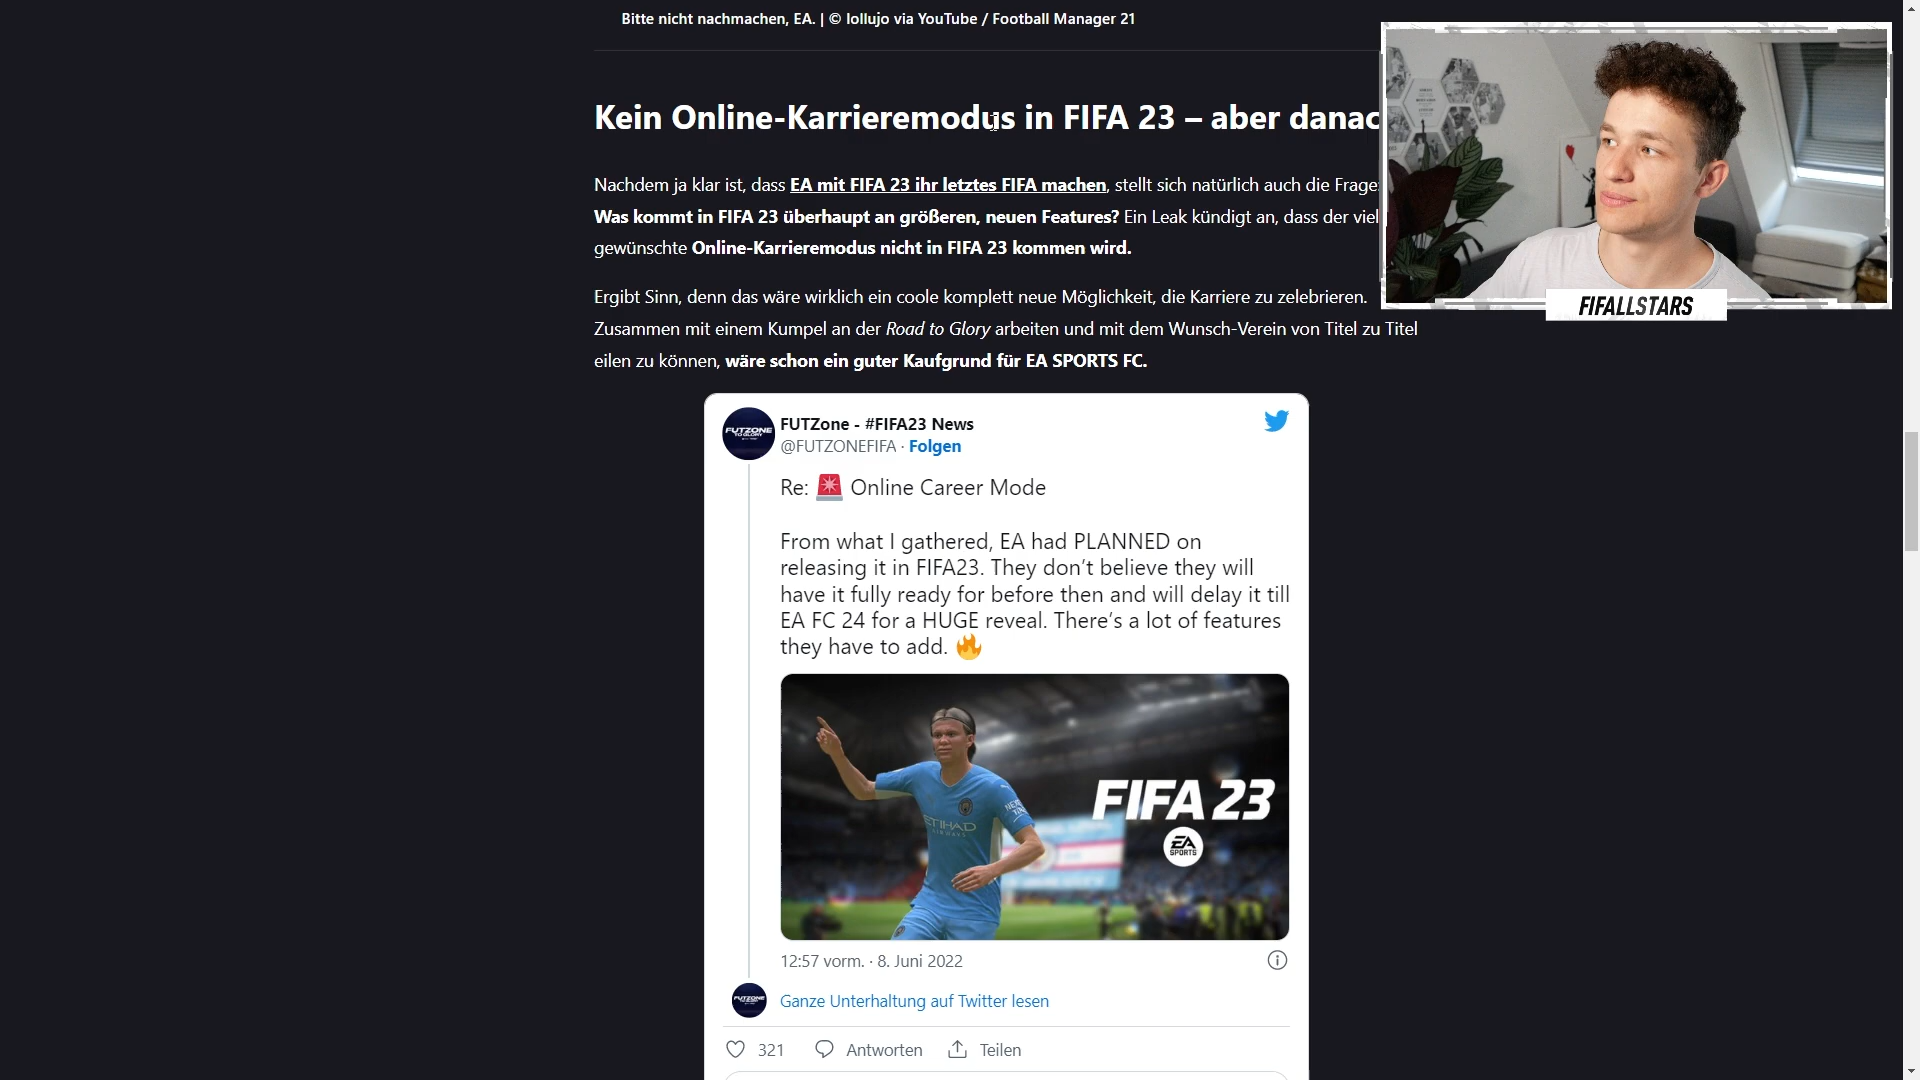 Bitte nicht nachmachen, EA. | © lollujo via YouTube / Football Manager 21
Kein Online-Karrieremodus in FIFA 23 – aber danac
Nachdem ja klar ist, dass EA mit FIFA 23 ihr letztes FIFA machen, stellt sich natürlich auch die Frage:
Was kommt in FIFA 23 überhaupt an größeren, neuen Features? Ein Leak kündigt an, dass der viel
gewünschte Online-Karrieremodus nicht in FIFA 23 kommen wird.
Ergibt Sinn, denn das wäre wirklich ein coole komplett neue Möglichkeit, die Karriere zu zelebrieren.
Zusammen mit einem Kumpel an der Road to Glory arbeiten und mit dem Wunsch-Verein von Titel zu Titel
eilen zu können, wäre schon ein guter Kaufgrund für EA SPORTS FC.
FIFALLSTARS
FUTZONE
TO GLORY
FUTZone - #FIFA23 News
@FUTZONEFIFA · Folgen
Re: 🚨 Online Career Mode
From what I gathered, EA had PLANNED on
releasing it in FIFA23. They don’t believe they will
have it fully ready for before then and will delay it till
EA FC 24 for a HUGE reveal. There’s a lot of features
they have to add. 🔥
ETIHAD
AIRWAYS
FIFA 23
EA
SPORTS
12:57 vorm. · 8. Juni 2022
FUTZONE
Ganze Unterhaltung auf Twitter lesen
321 Antworten Teilen